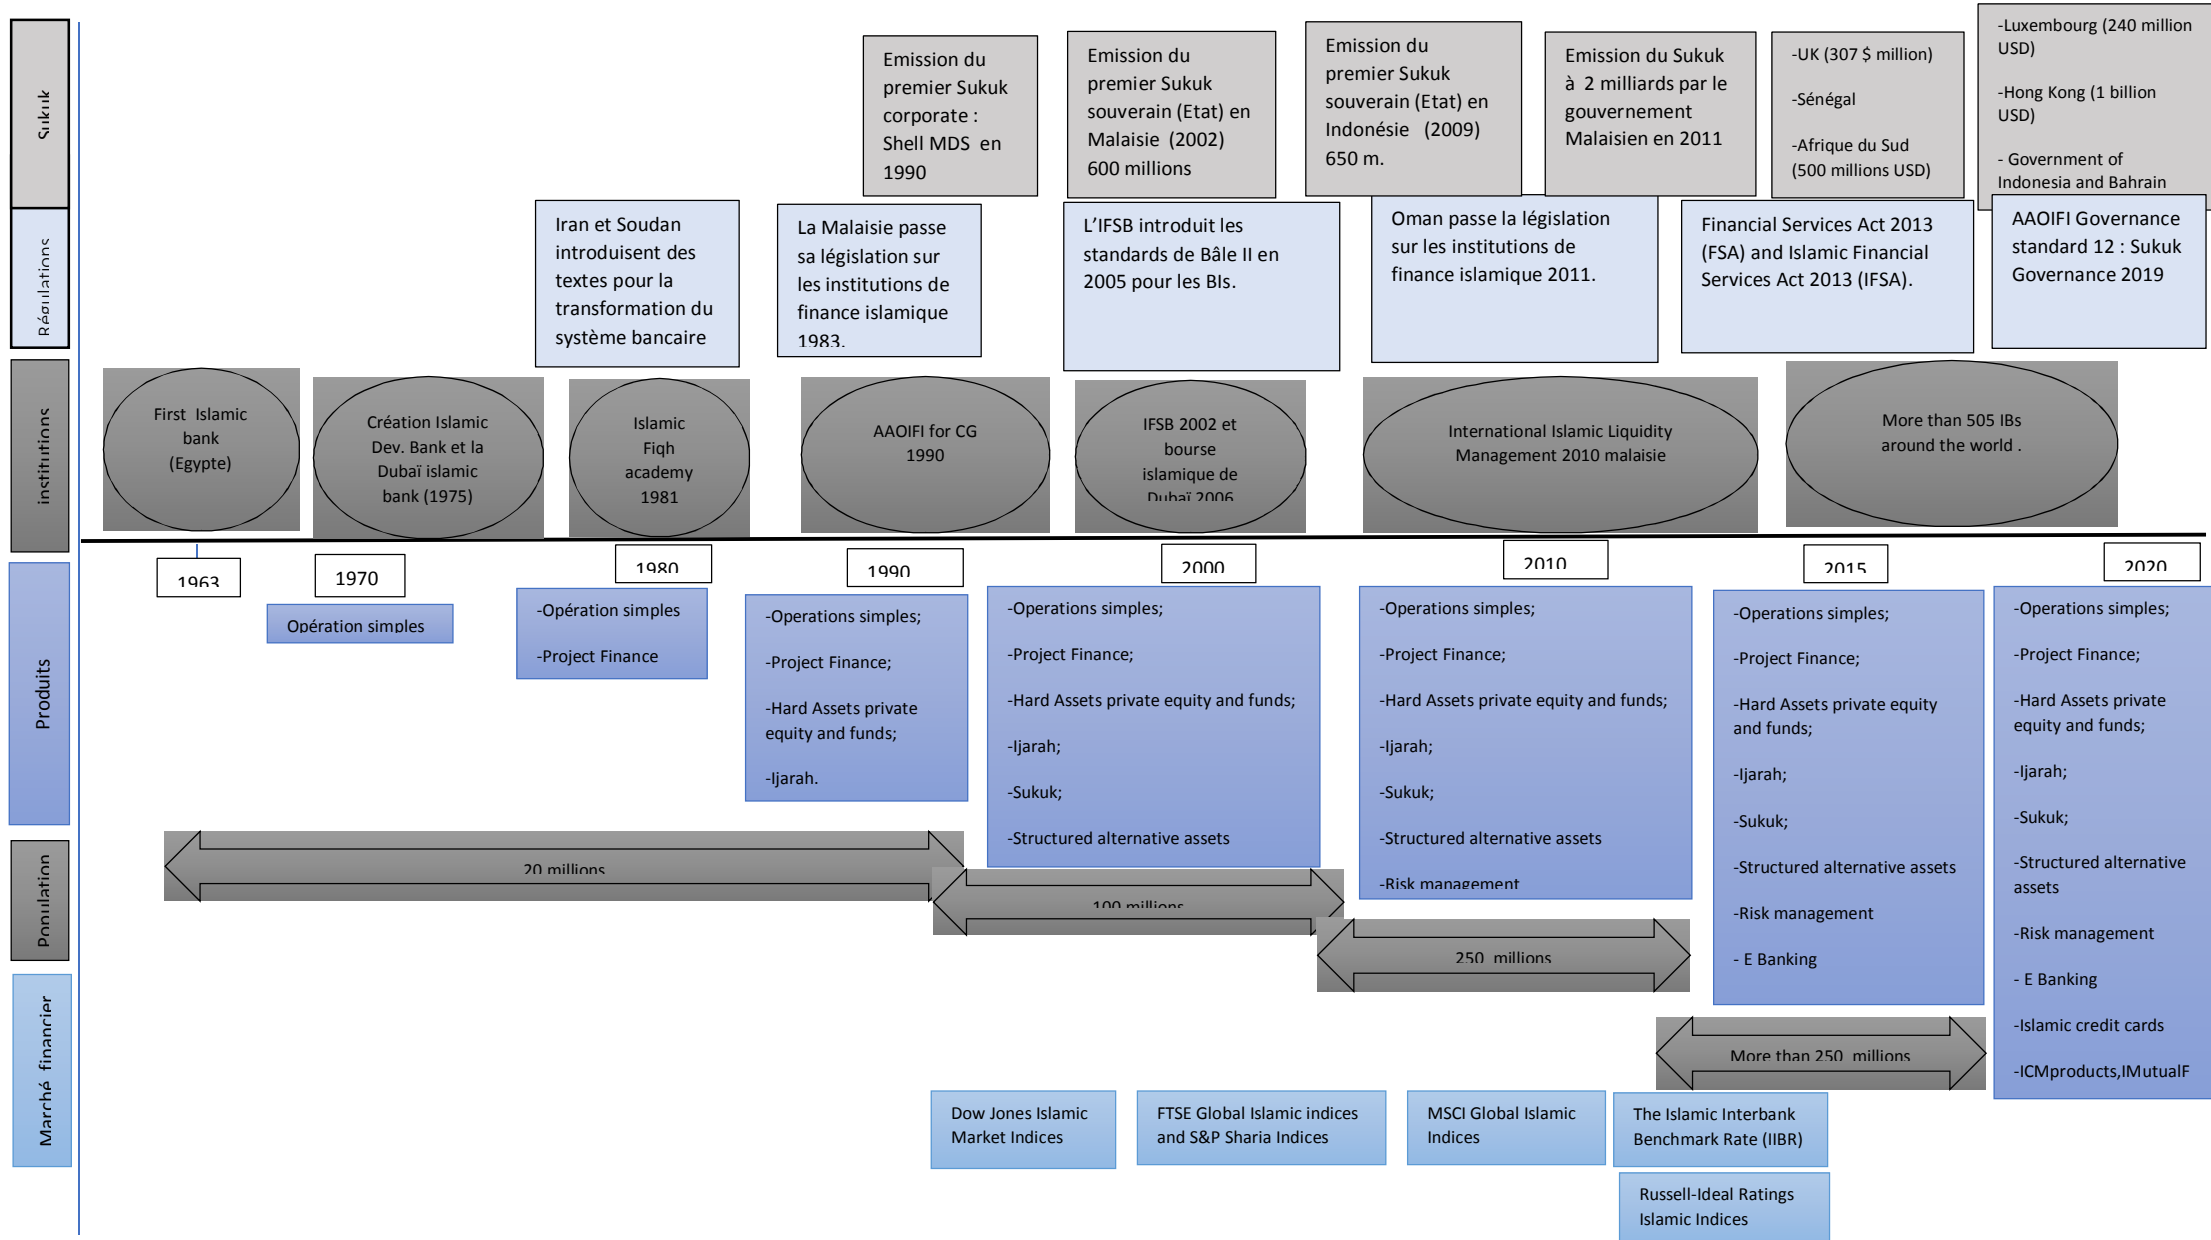 Sukuk
Emission du
premier Sukuk
corporate :
Shell MDS en
1990
Emission du
premier Sukuk
souverain (Etat) en
Malaisie (2002)
600 millions
Emission du
premier Sukuk
souverain (Etat) en
Indonésie (2009)
650 m.
Emission du Sukuk
à 2 milliards par le
gouvernement
Malaisien en 2011
-UK (307 $ million)
-Sénégal
-Afrique du Sud
(500 millions USD)
-Luxembourg (240 million
USD)
-Hong Kong (1 billion
USD)
- Government of
Indonesia and Bahrain
Régulations
Iran et Soudan
introduisent des
textes pour la
transformation du
système bancaire
La Malaisie passe
sa législation sur
les institutions de
finance islamique
1983.
L'IFSB introduit les
standards de Bâle II en
2005 pour les BIs.
Oman passe la législation
sur les institutions de
finance islamique 2011.
Financial Services Act 2013
(FSA) and Islamic Financial
Services Act 2013 (IFSA).
AAOIFI Governance
standard 12 : Sukuk
Governance 2019
institutions
First Islamic
bank
(Egypte)
Création Islamic
Dev. Bank et la
Dubaï islamic
bank (1975)
Islamic
Fiqh
academy
1981
AAOIFI for CG
1990
IFSB 2002 et
bourse
islamique de
Dubaï 2006
International Islamic Liquidity
Management 2010 malaisie
More than 505 IBs
around the world .
1963
1970
1980
1990
2000
2010
2015
2020
Produits
Opération simples
-Opération simples
-Project Finance
-Operations simples;
-Project Finance;
-Hard Assets private
equity and funds;
-Ijarah.
-Operations simples;
-Project Finance;
-Hard Assets private equity and funds;
-Ijarah;
-Sukuk;
-Structured alternative assets
-Operations simples;
-Project Finance;
-Hard Assets private equity and funds;
-Ijarah;
-Sukuk;
-Structured alternative assets
-Risk management
-Operations simples;
-Project Finance;
-Hard Assets private equity
and funds;
-Ijarah;
-Sukuk;
-Structured alternative assets
-Risk management
- E Banking
-Operations simples;
-Project Finance;
-Hard Assets private
equity and funds;
-Ijarah;
-Sukuk;
-Structured alternative
assets
-Risk management
- E Banking
-Islamic credit cards
-ICMproducts,IMutualF
Population
20 millions
100 millions
250 millions
More than 250 millions
Marché financier
Dow Jones Islamic
Market Indices
FTSE Global Islamic indices
and S&P Sharia Indices
MSCI Global Islamic
Indices
The Islamic Interbank
Benchmark Rate (IIBR)
Russell-Ideal Ratings
Islamic Indices